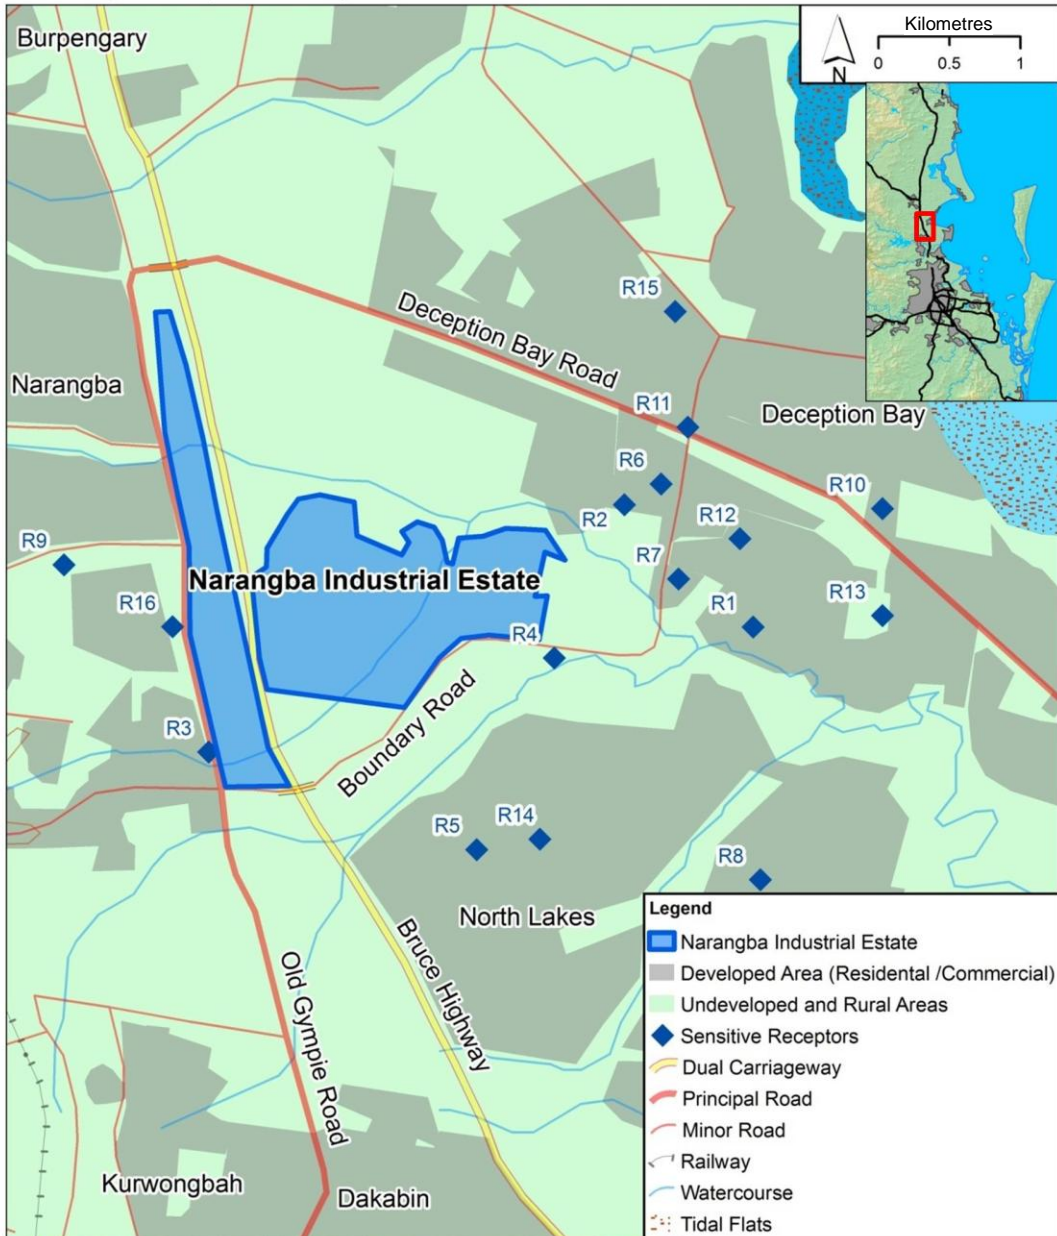 Burpengary
Kilometres
N
0 0.5 1
R15
Deception Bay Road
Narangba
R11
Deception Bay
R6
R10
R2
R12
R9
R7
Narangba Industrial Estate
R16
R1
R13
R4
R3
Boundary Road
R5
R14
R8
North Lakes
Bruce Highway
Old Gympie Road
Kurwongbah
Dakabin
Legend
Narangba Industrial Estate
Developed Area (Residental /Commercial)
Undeveloped and Rural Areas
Sensitive Receptors
Dual Carriageway
Principal Road
Minor Road
Railway
Watercourse
Tidal Flats